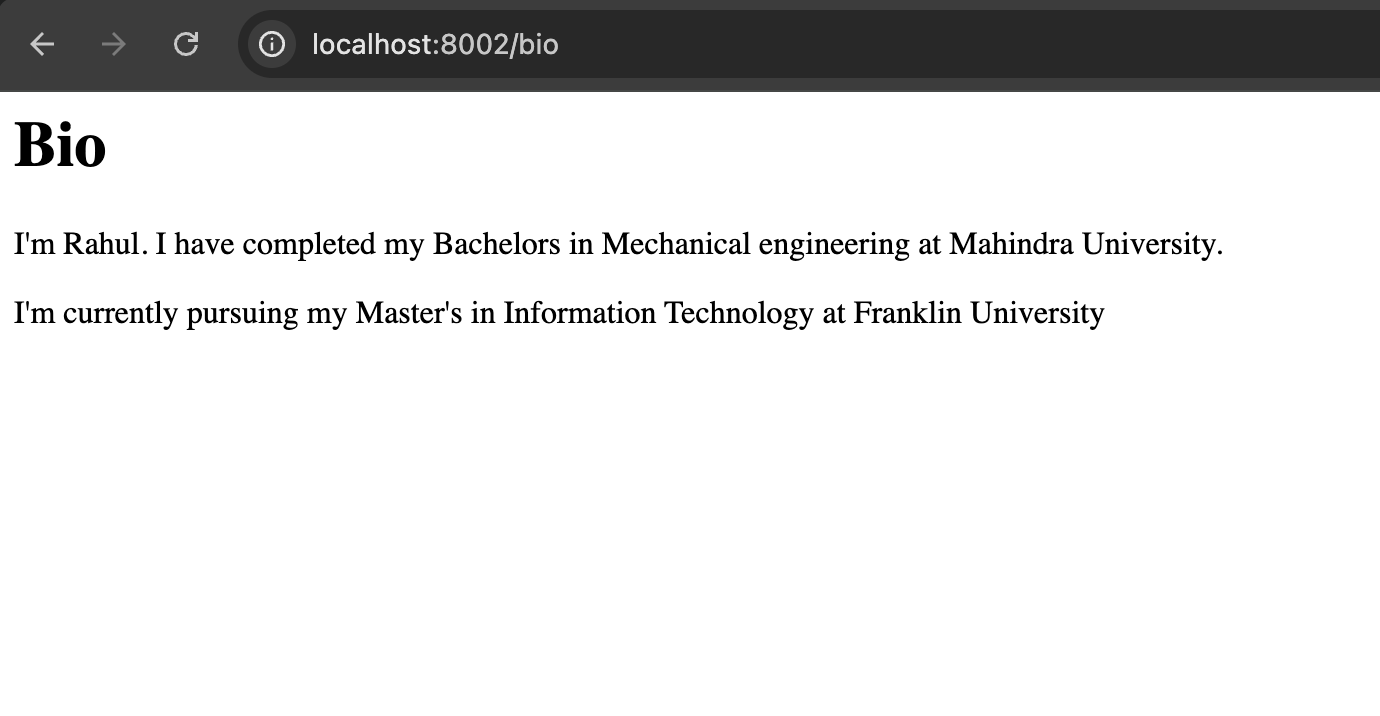 localhost:8002/bio
Bio
I'm Rahul. I have completed my Bachelors in Mechanical engineering at Mahindra University.
I'm currently pursuing my Master's in Information Technology at Franklin University